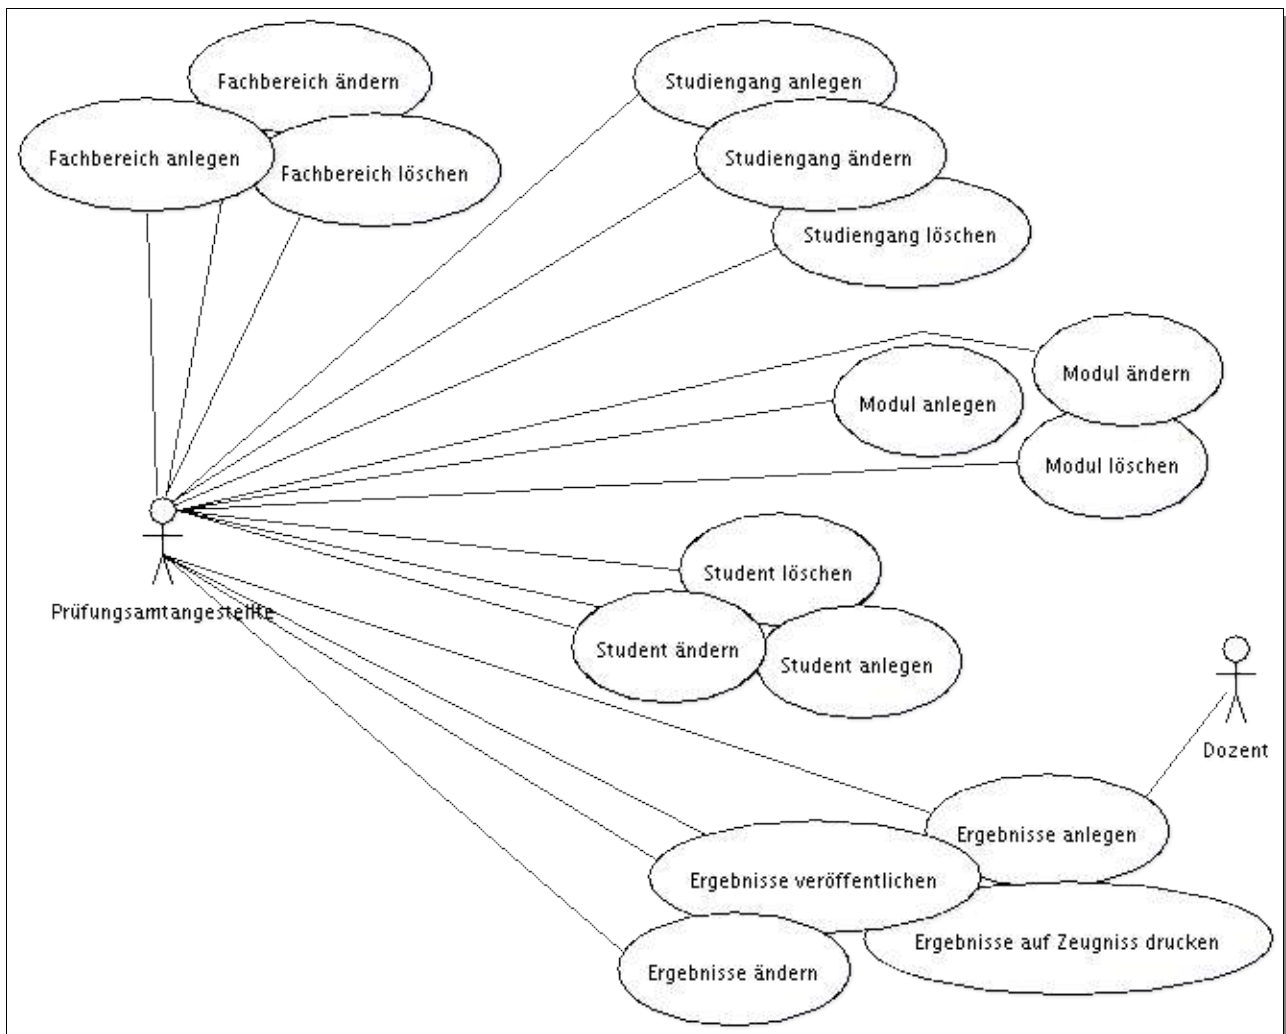 Fachbereich ändern
Studiengang anlegen
Fachbereich anlegen
Studiengang ändern
Fachbereich löschen
Studiengang löschen
Modul ändern
Modul anlegen
Modul löschen
Student löschen
Prüfungsamtangestellte
Student ändern
Student anlegen
Dozent
Ergebnisse anlegen
Ergebnisse veröffentlichen
Ergebnisse auf Zeugniss drucken
Ergebnisse ändern